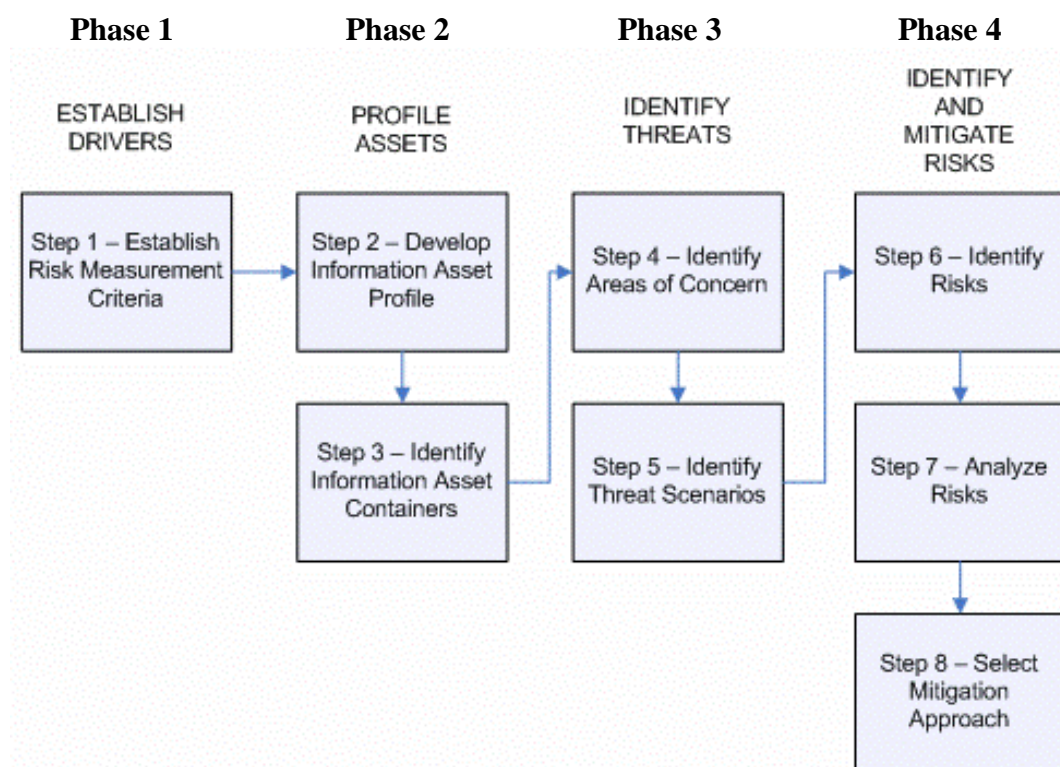 Phase 1
Phase 2
Phase 3
Phase 4
ESTABLISH
DRIVERS
PROFILE
ASSETS
IDENTIFY
THREATS
IDENTIFY
AND
MITIGATE
RISKS
Step 1 – Establish
Risk Measurement
Criteria
Step 2 – Develop
Information Asset
Profile
Step 3 – Identify
Information Asset
Containers
Step 4 – Identify
Areas of Concern
Step 5 – Identify
Threat Scenarios
Step 6 – Identify
Risks
Step 7 – Analyze
Risks
Step 8 – Select
Mitigation
Approach